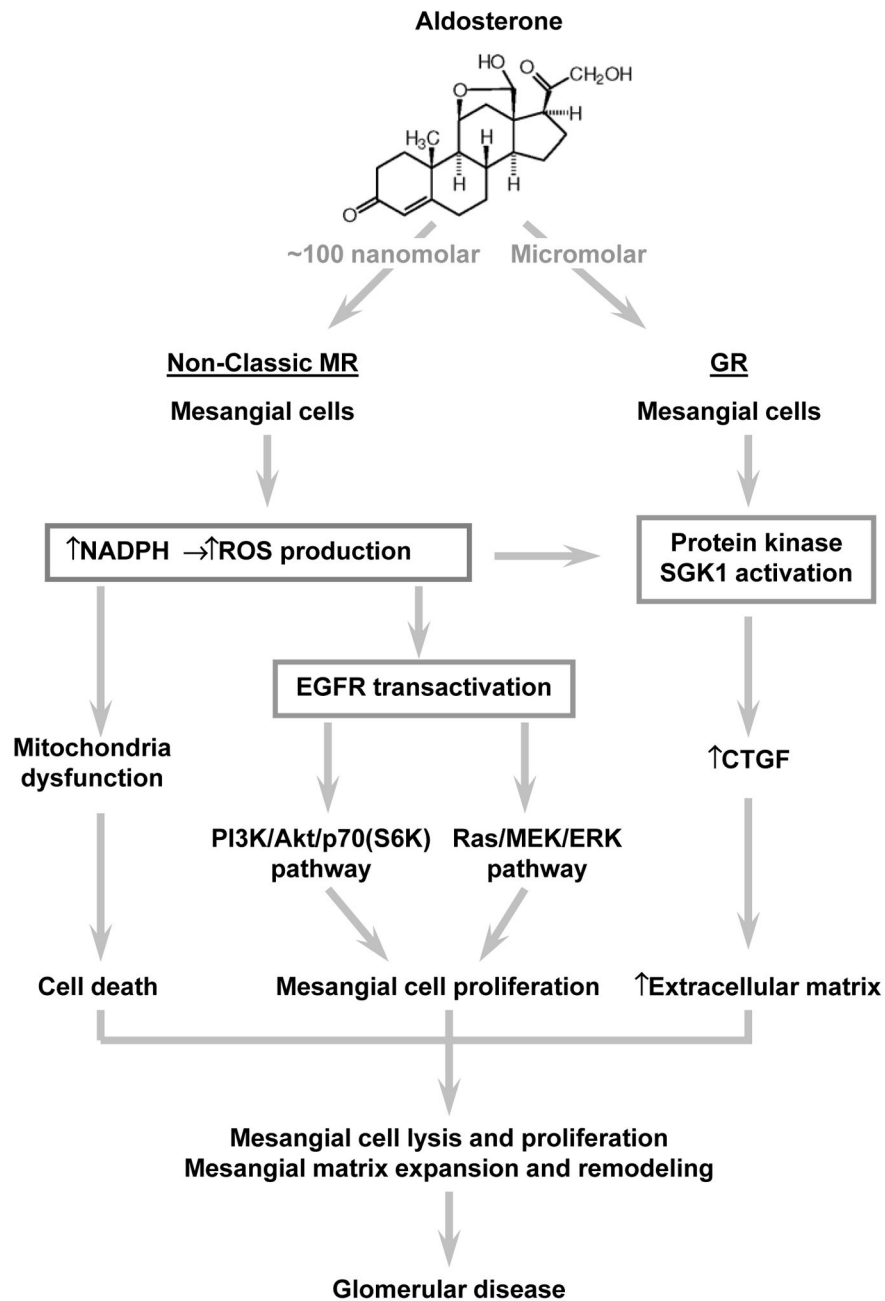 Aldosterone
HO
O
CH₂OH
O
H
H₃C
H
H
H
O
~100 nanomolar
Micromolar
Non-Classic MR
GR
Mesangial cells
Mesangial cells
↑NADPH →↑ROS production
Protein kinase
SGK1 activation
EGFR transactivation
Mitochondria
dysfunction
↑CTGF
PI3K/Akt/p70(S6K)
pathway
Ras/MEK/ERK
pathway
Cell death
Mesangial cell proliferation
↑Extracellular matrix
Mesangial cell lysis and proliferation
Mesangial matrix expansion and remodeling
Glomerular disease